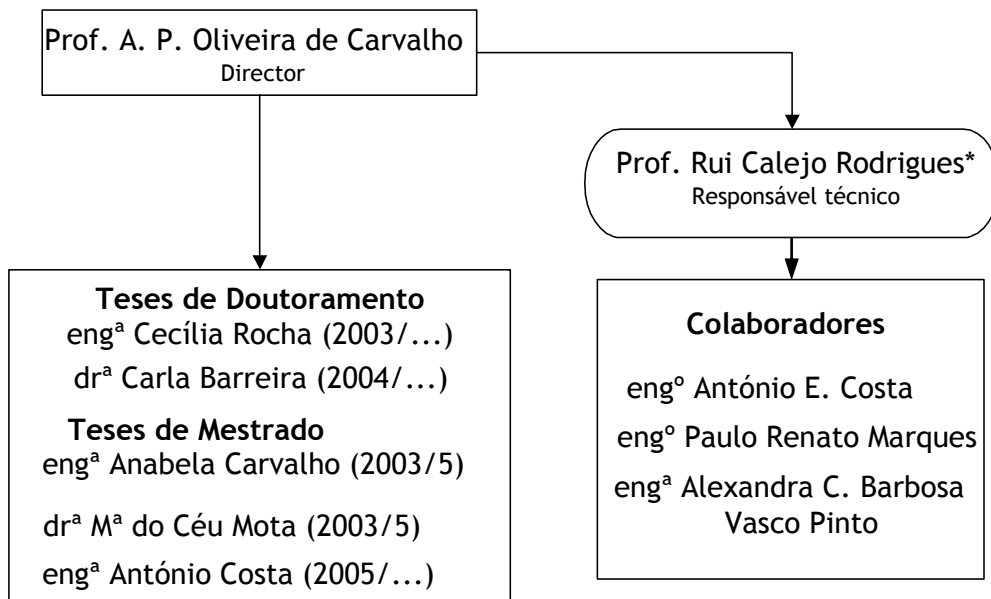 Prof. A. P. Oliveira de Carvalho
Director
Prof. Rui Calejo Rodrigues*
Responsável técnico
Teses de Doutoramento
engª Cecília Rocha (2003/...)
drª Carla Barreira (2004/...)
Teses de Mestrado
engª Anabela Carvalho (2003/5)
drª Mª do Céu Mota (2003/5)
engª António Costa (2005/...)
Colaboradores
engº António E. Costa
engº Paulo Renato Marques
engª Alexandra C. Barbosa
Vasco Pinto